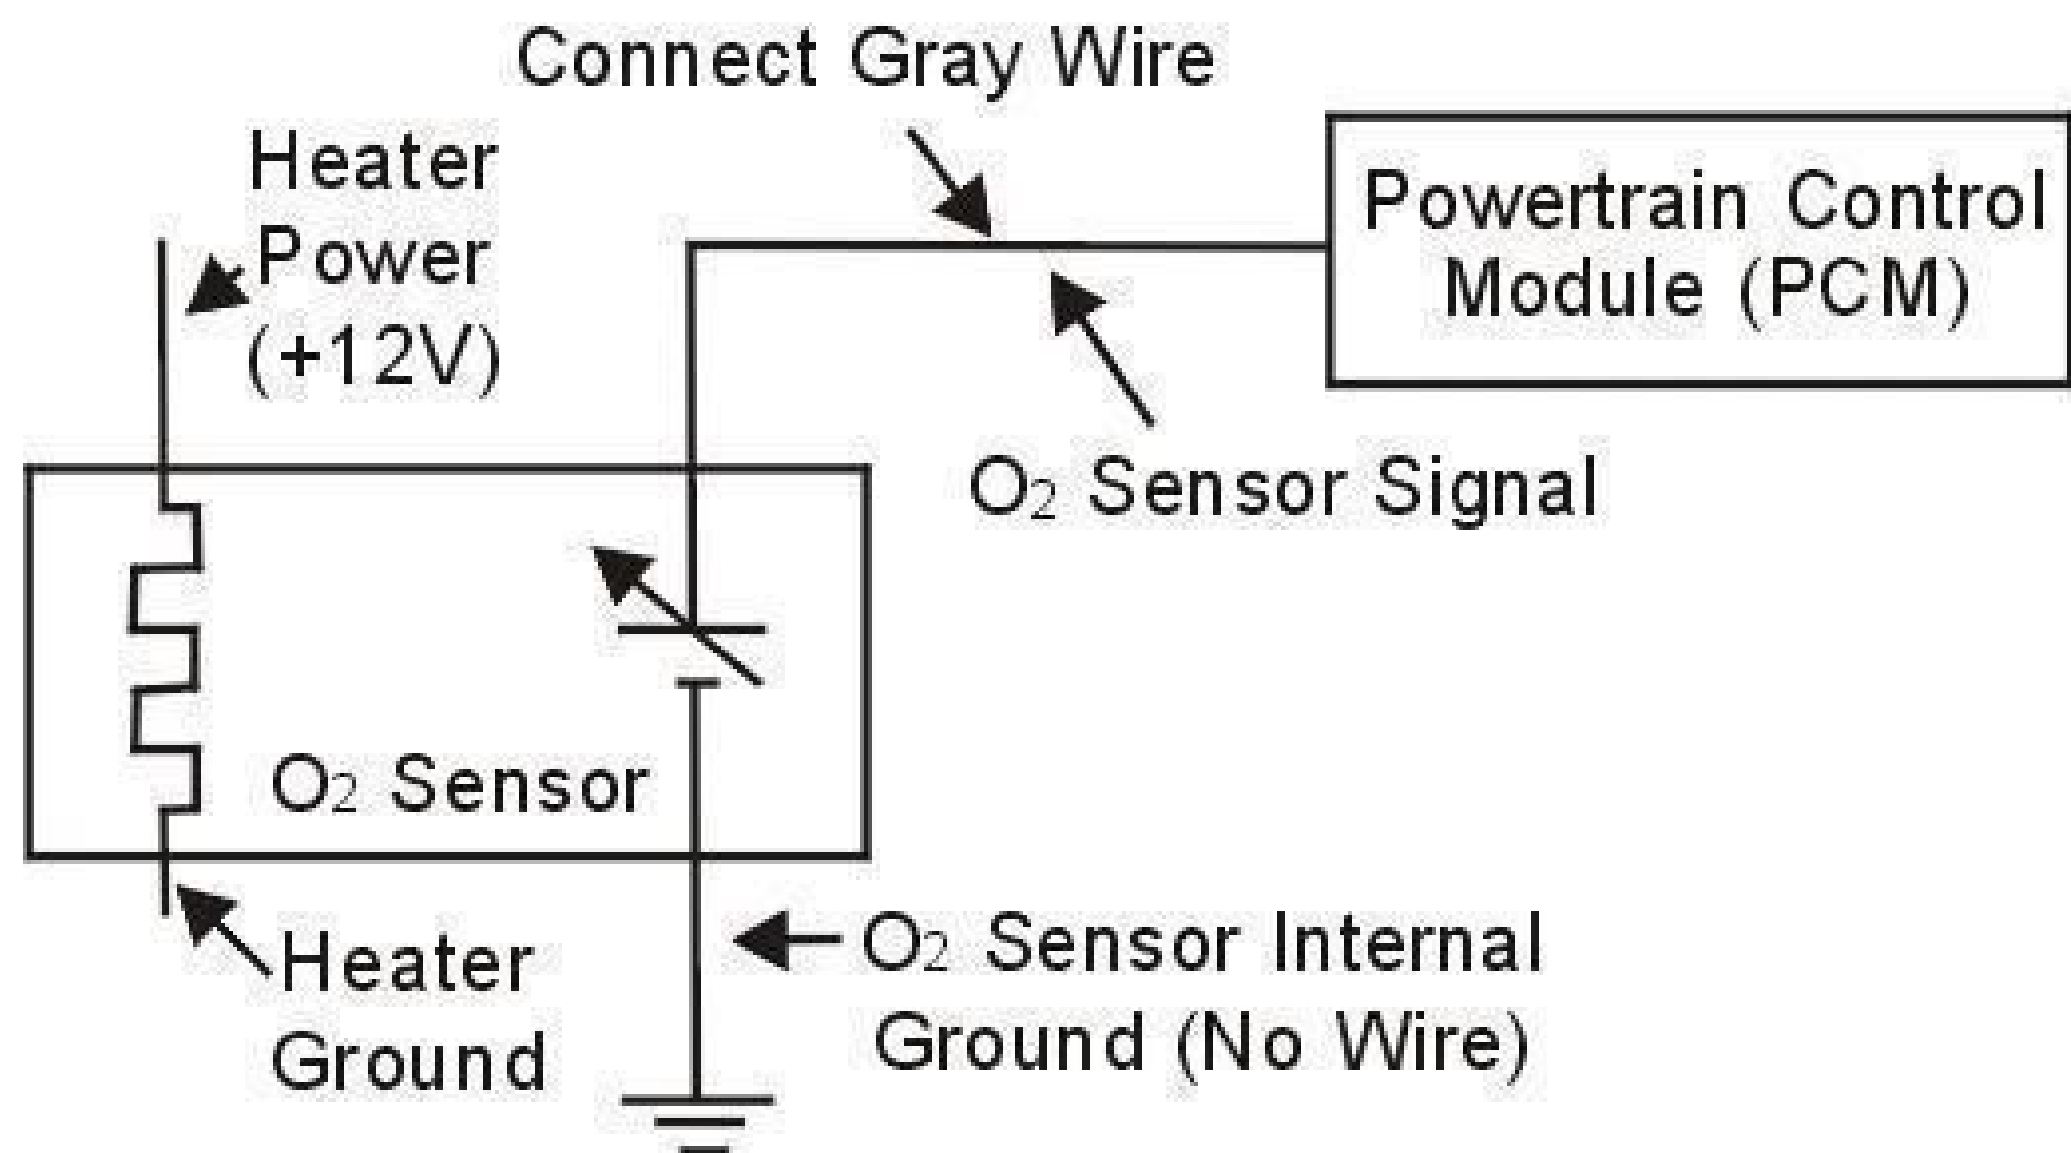 Connect Gray Wire
Heater
Power
(+12V)
Powertrain Control
Module (PCM)
O₂ Sensor Signal
O₂ Sensor
Heater
Ground
O₂ Sensor Internal
Ground (No Wire)